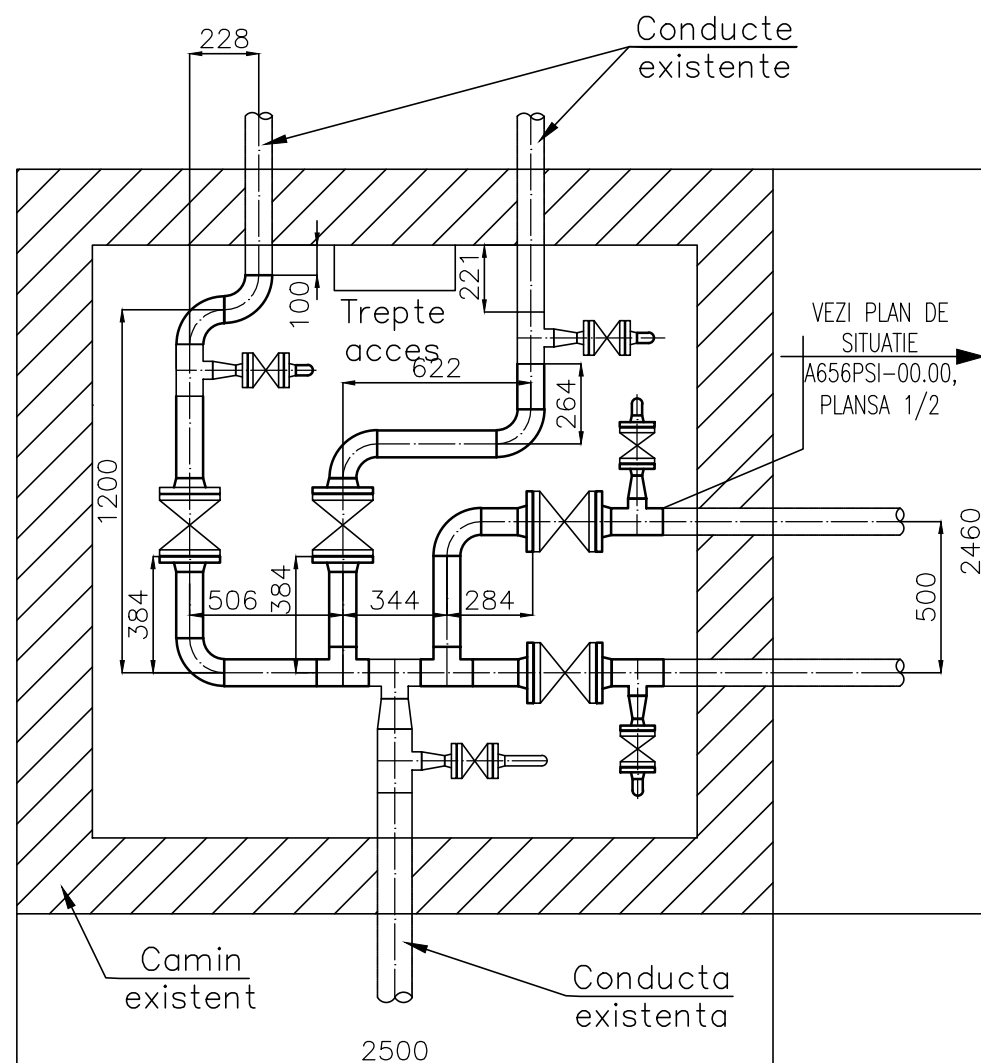 228
Conducte
existente
100
Trepte
acces
221
622
264
VEZI PLAN DE
SITUATIE
A656PSI-00.00,
PLANSA 1/2
1200
384
506
384
344
284
500
2460
Camin
existent
Conducta
existenta
2500